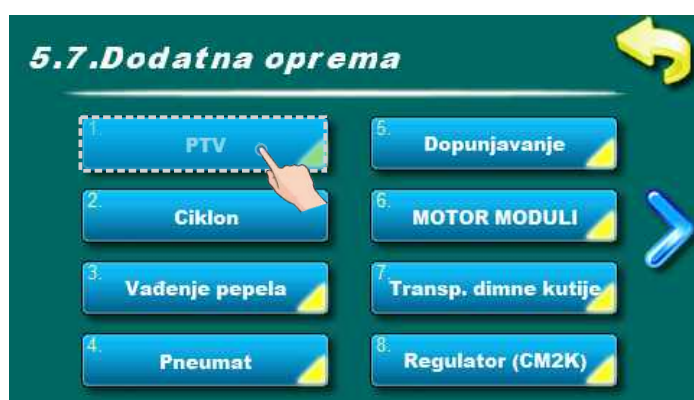 5.7.Dodatna oprema
1. PTV
2. Ciklon
3. Vađenje pepela
4. Pneumat
5. Dopunjavanje
6. MOTOR MODULI
7. Transp. dimne kutije
8. Regulator (CM2K)